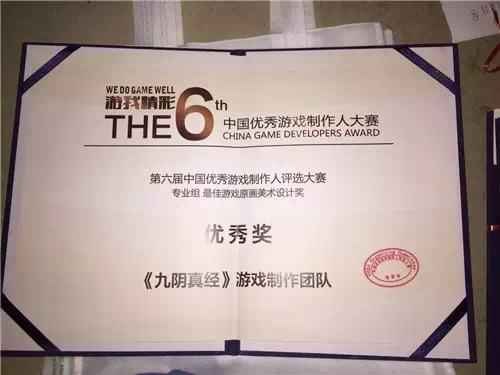 WE DO GAME WELL
游我精彩
THE 6th
中国优秀游戏制作人大赛
CHINA GAME DEVELOPERS AWARD
第六届中国优秀游戏制作人评选大赛
专业组 最佳游戏原画美术设计奖
优秀奖
《九阴真经》游戏制作团队